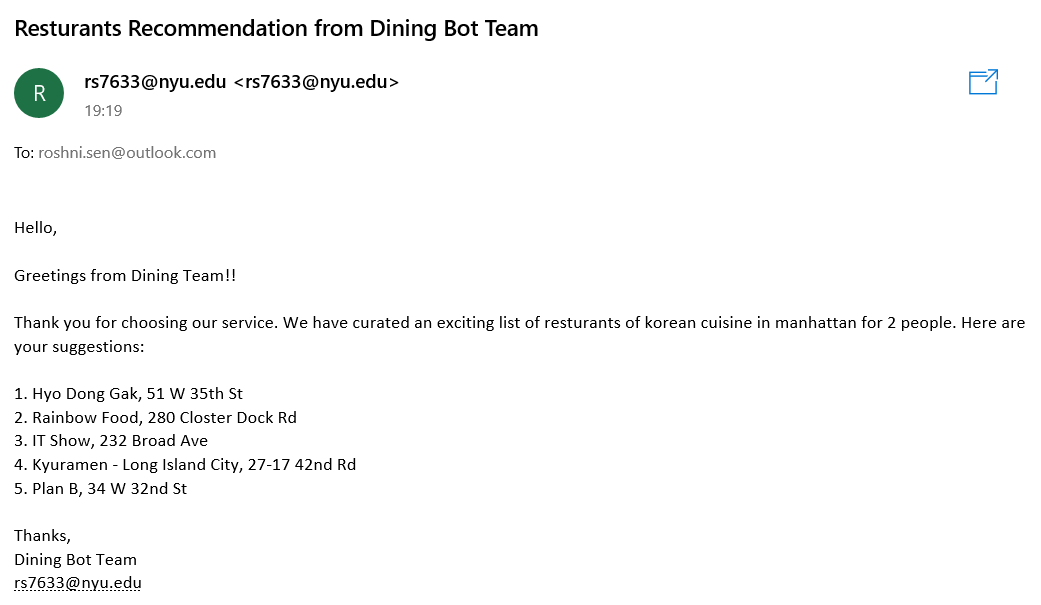 Resturants Recommendation from Dining Bot Team
R
rs7633@nyu.edu <rs7633@nyu.edu>
19:19
To: roshni.sen@outlook.com
Hello,
Greetings from Dining Team!!
Thank you for choosing our service. We have curated an exciting list of resturants of korean cuisine in manhattan for 2 people. Here are
your suggestions:
1. Hyo Dong Gak, 51 W 35th St
2. Rainbow Food, 280 Closter Dock Rd
3. IT Show, 232 Broad Ave
4. Kyuramen - Long Island City, 27-17 42nd Rd
5. Plan B, 34 W 32nd St
Thanks,
Dining Bot Team
rs7633@nyu.edu